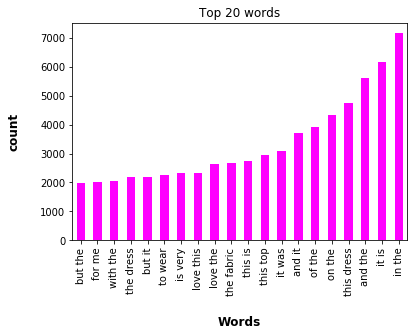 Top 20 words
7000
6000
5000
4000
3000
2000
1000
0
count
but the
for me
with the
the dress
but it
to wear
is very
love this
love the
the fabric
this is
this top
it was
and it
of the
on the
this dress
and the
it is
in the
Words